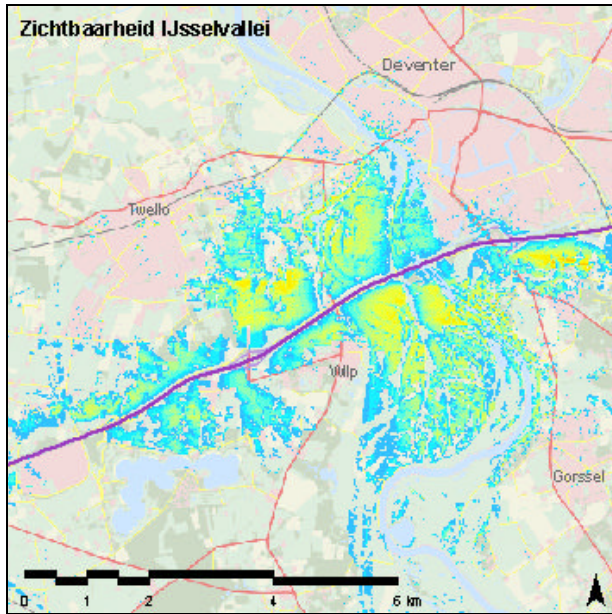 Zichtbaarheid IJsselvallei
Deventer
Twello
Wilp
Gorssel
0 1 2 4 6 km